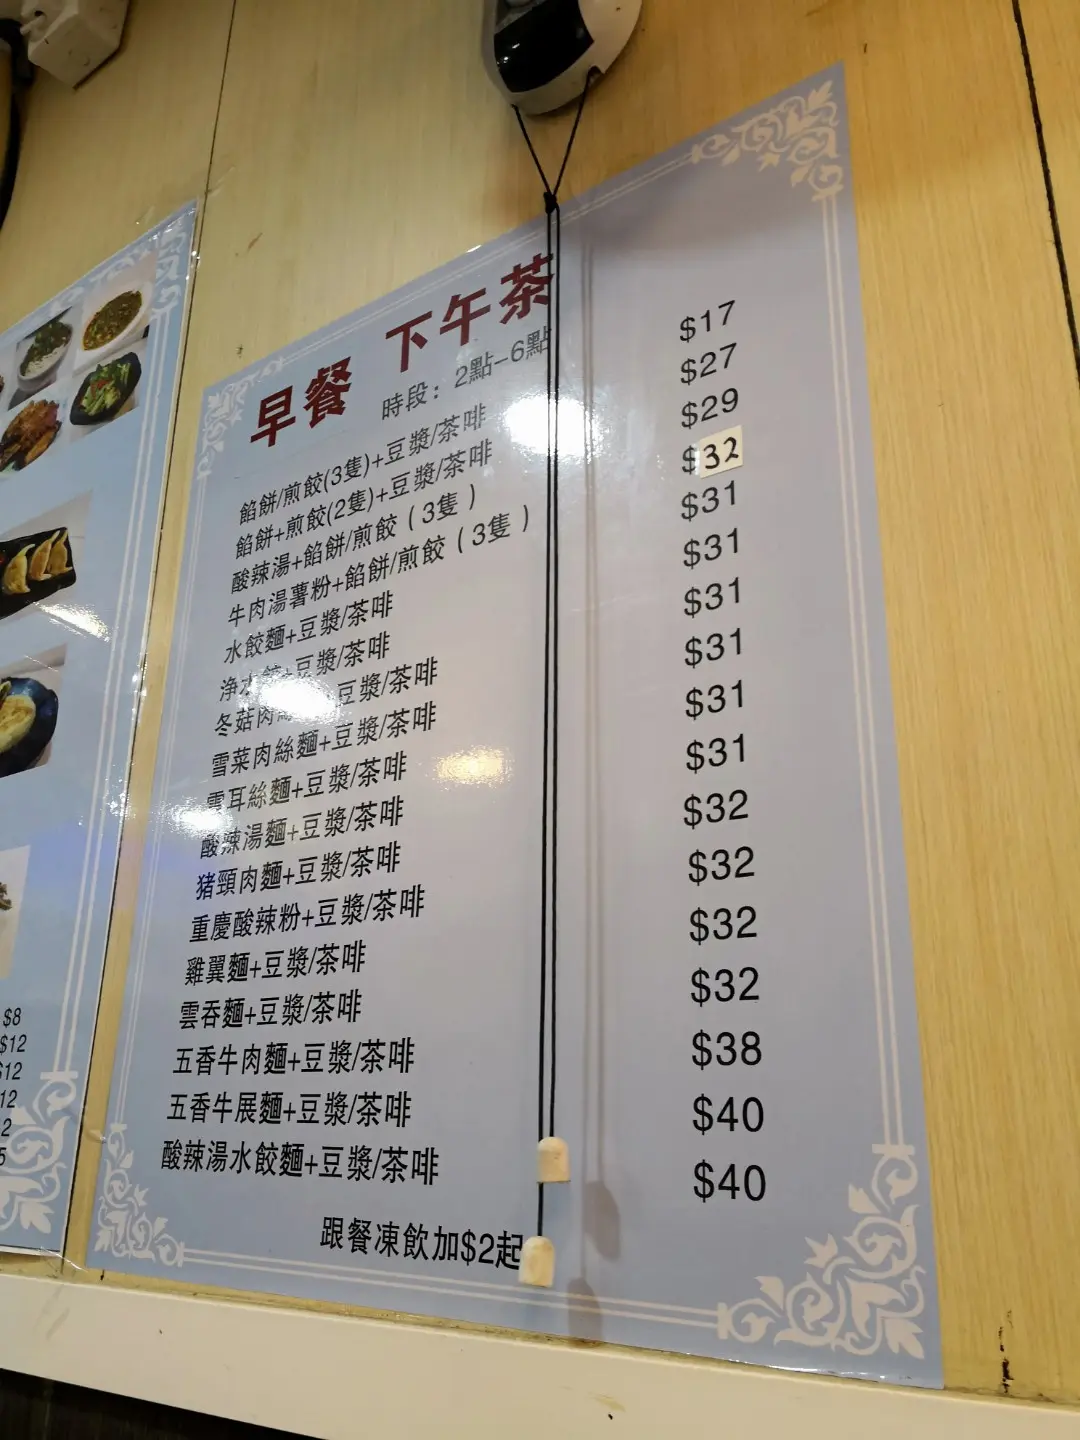 早餐 下午茶
時段：2點-6點
餡餅/煎餃(3隻)+豆漿/茶啡 $17
餡餅+煎餃(2隻)+豆漿/茶啡 $27
酸辣湯+餡餅/煎餃（3隻） $29
牛肉湯薯粉+餡餅/煎餃（3隻） $32
水餃麵+豆漿/茶啡 $31
净水餃+豆漿/茶啡 $31
冬菇肉絲 豆漿/茶啡 $31
雪菜肉絲麵+豆漿/茶啡 $31
耳絲麵+豆漿/茶啡 $31
酸辣湯麵+豆漿/茶啡 $31
猪頸肉麵+豆漿/茶啡 $32
重慶酸辣粉+豆漿/茶啡 $32
雞翼麵+豆漿/茶啡 $32
雲吞麵+豆漿/茶啡 $32
五香牛肉麵+豆漿/茶啡 $38
五香牛展麵+豆漿/茶啡 $40
酸辣湯水餃麵+豆漿/茶啡 $40
跟餐凍飲加$2起
$8
$12
$12
12
2
5